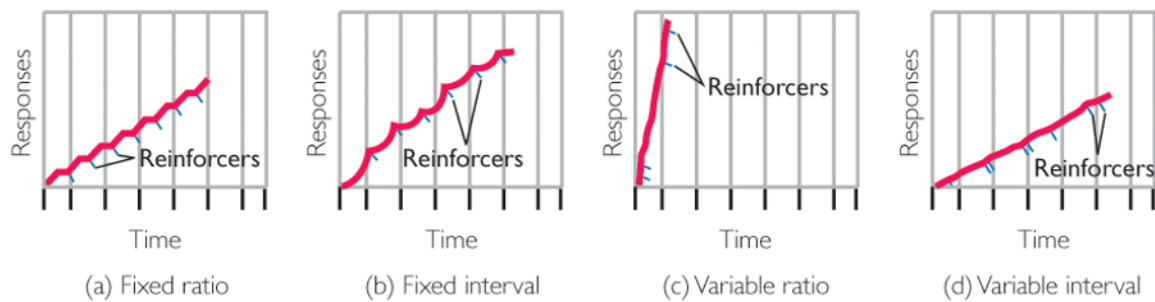 Responses
Reinforcers
Time
(a) Fixed ratio
Responses
Reinforcers
Time
(b) Fixed interval
Responses
Reinforcers
Time
(c) Variable ratio
Responses
Reinforcers
Time
(d) Variable interval